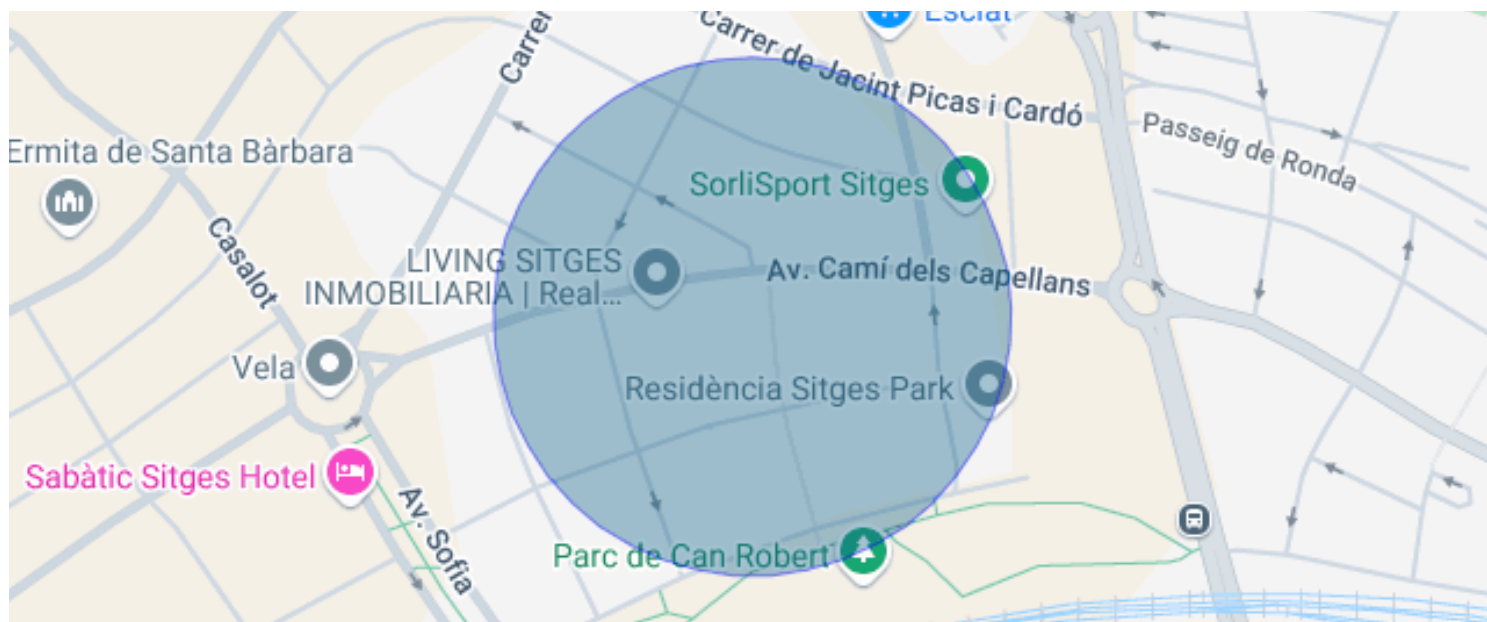 Esclat
Carrer
Carrer de Jacint Picas i Cardó
Passeig de Ronda
Ermita de Santa Bàrbara
SorliSport Sitges
Casalot
LIVING SITGES
INMOBILIARIA | Real...
Av. Camí dels Capellans
Vela
Residència Sitges Park
Sabàtic Sitges Hotel
Av. Sofia
Parc de Can Robert